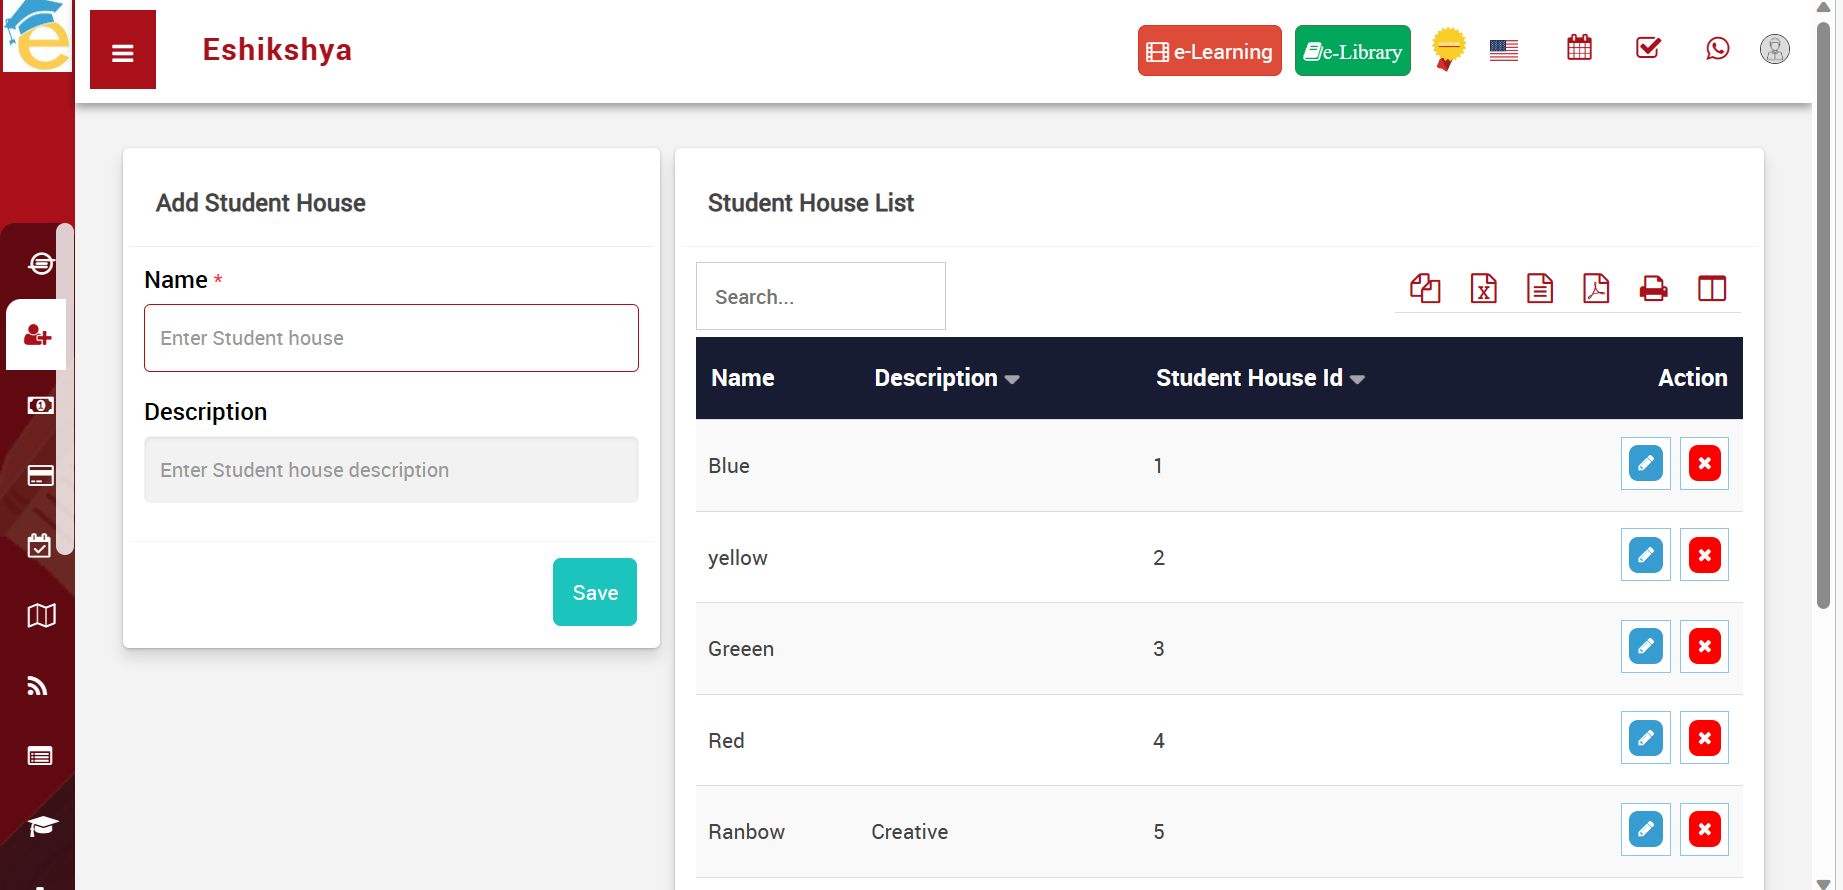 Eshikshya
e-Learning
e-Library
Add Student House
Name *
Enter Student house
Description
Enter Student house description
Save
Student House List
Search...
Name Description Student House Id Action
Blue 1
yellow 2
Greeen 3
Red 4
Ranbow Creative 5